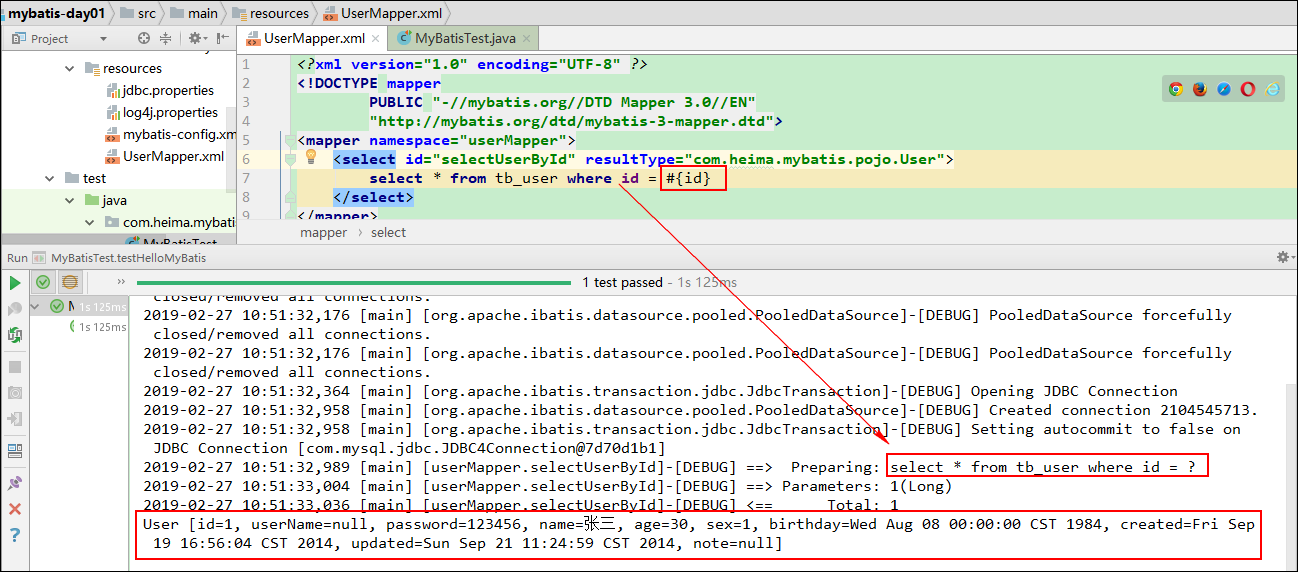 mybatis-day01 src main resources UserMapper.xml
Project
UserMapper.xml MyBatisTest.java
resources
jdbc.properties
log4j.properties
mybatis-config.xm
UserMapper.xml
test
java
com.heima.mybati
MyBatisTest
1 <?xml version="1.0" encoding="UTF-8" ?>
2 <!DOCTYPE mapper
3 PUBLIC "-//mybatis.org//DTD Mapper 3.0//EN"
4 "http://mybatis.org/dtd/mybatis-3-mapper.dtd">
5 <mapper namespace="userMapper">
6 <select id="selectUserById" resultType="com.heima.mybatis.pojo.User">
7 select * from tb_user where id = #{id}
8 </select>
9 </mapper>
mapper › select
Run MyBatisTest.testHelloMyBatis
» 1 test passed - 1s 125ms
M 1s 125ms
1s 125ms
closed/removed all connections.
2019-02-27 10:51:32,176 [main] [org.apache.ibatis.datasource.pooled.PooledDataSource]-[DEBUG] PooledDataSource forcefully
closed/removed all connections.
2019-02-27 10:51:32,176 [main] [org.apache.ibatis.datasource.pooled.PooledDataSource]-[DEBUG] PooledDataSource forcefully
closed/removed all connections.
2019-02-27 10:51:32,364 [main] [org.apache.ibatis.transaction.jdbc.JdbcTransaction]-[DEBUG] Opening JDBC Connection
2019-02-27 10:51:32,958 [main] [org.apache.ibatis.datasource.pooled.PooledDataSource]-[DEBUG] Created connection 2104545713.
2019-02-27 10:51:32,958 [main] [org.apache.ibatis.transaction.jdbc.JdbcTransaction]-[DEBUG] Setting autocommit to false on
JDBC Connection [com.mysql.jdbc.JDBC4Connection@7d70d1b1]
2019-02-27 10:51:32,989 [main] [userMapper.selectUserById]-[DEBUG] ==>  Preparing: select * from tb_user where id = ?
2019-02-27 10:51:33,004 [main] [userMapper.selectUserById]-[DEBUG] ==> Parameters: 1(Long)
2019-02-27 10:51:33,036 [main] [userMapper.selectUserById]-[DEBUG] <==      Total: 1
User [id=1, userName=null, password=123456, name=张三, age=30, sex=1, birthday=Wed Aug 08 00:00:00 CST 1984, created=Fri Sep
19 16:56:04 CST 2014, updated=Sun Sep 21 11:24:59 CST 2014, note=null]